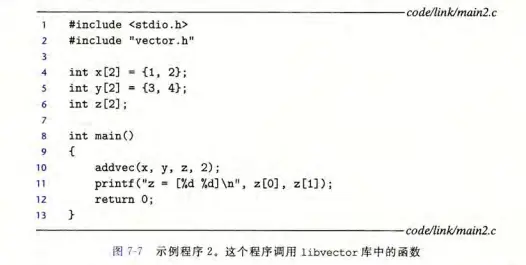 code/link/main2.c
1 #include <stdio.h>
2 #include "vector.h"
3
4 int x[2] = {1, 2};
5 int y[2] = {3, 4};
6 int z[2];
7
8 int main()
9 {
10 addvec(x, y, z, 2);
11 printf("z = [%d %d]\n", z[0], z[1]);
12 return 0;
13 }
code/link/main2.c
图 7-7 示例程序 2。这个程序调用 libvector 库中的函数